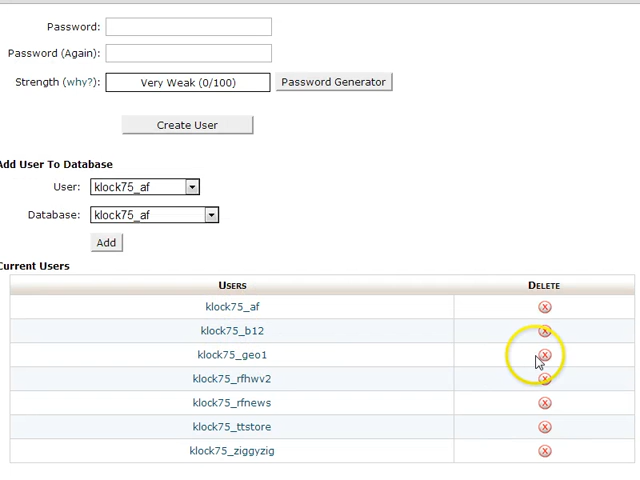 Password:
Password (Again):
Strength (why?): Very Weak (0/100) Password Generator
Create User
Add User To Database
User: klock75_af
Database: klock75_af
Add
Current Users
Users Delete
klock75_af
klock75_b12
klock75_geo1
klock75_rfhwv2
klock75_rfnews
klock75_ttstore
klock75_ziggyzig